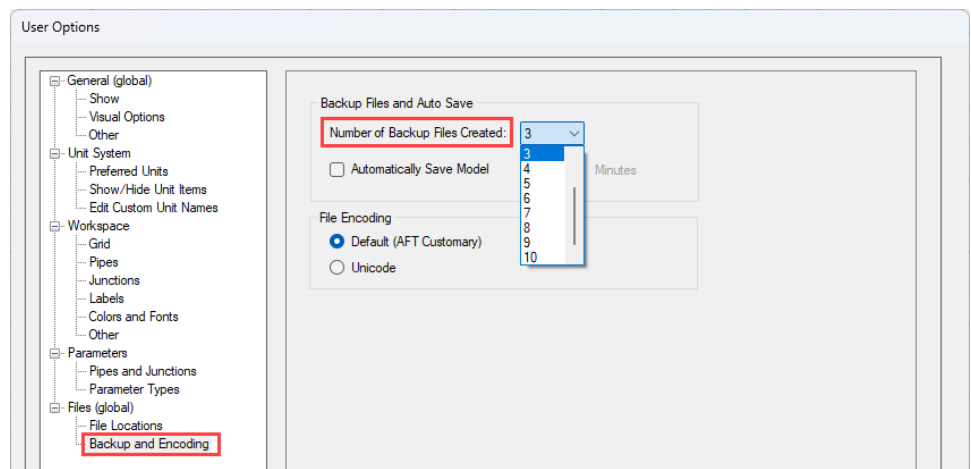 User Options
General (global)
Show
Visual Options
Other
Unit System
Preferred Units
Show/Hide Unit Items
Edit Custom Unit Names
Workspace
Grid
Pipes
Junctions
Labels
Colors and Fonts
Other
Parameters
Pipes and Junctions
Parameter Types
Files (global)
File Locations
Backup and Encoding
Backup Files and Auto Save
Number of Backup Files Created: 3
3
4
5
6
7
8
9
10
Automatically Save Model Minutes
File Encoding
Default (AFT Customary)
Unicode